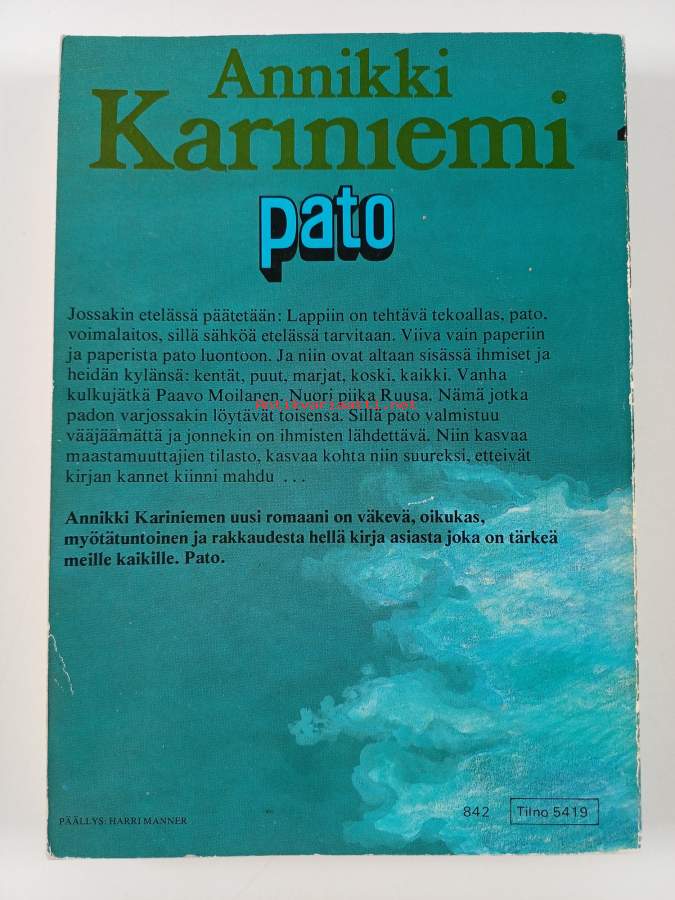 Annikki
Kariniemi
pato
Jossakin etelässä päätetään: Lappiin on tehtävä tekoallas, pato,
voimalaitos, sillä sähköä etelässä tarvitaan. Viiva vain paperiin
ja paperista pato luontoon. Ja niin ovat altaan sisässä ihmiset ja
heidän kylänsä: kentät, puut, marjat, koski, kaikki. Vanha
kulkujätkä Paavo Moilanen. Nuori piika Ruusa. Nämä jotka
Antikvariaatti.net
padon varjossakin löytävät toisensa. Sillä pato valmistuu
vääjäämättä ja jonnekin on ihmisten lähdettävä. Niin kasvaa
maastamuuttajien tilasto, kasvaa kohta niin suureksi, etteivät
kirjan kannet kiinni mahdu ...
Annikki Kariniemen uusi romaani on väkevä, oikukas,
myötätuntoinen ja rakkaudesta hellä kirja asiasta joka on tärkeä
meille kaikille. Pato.
PÄÄLLYS: HARRI MANNER
842 Tilno 5419